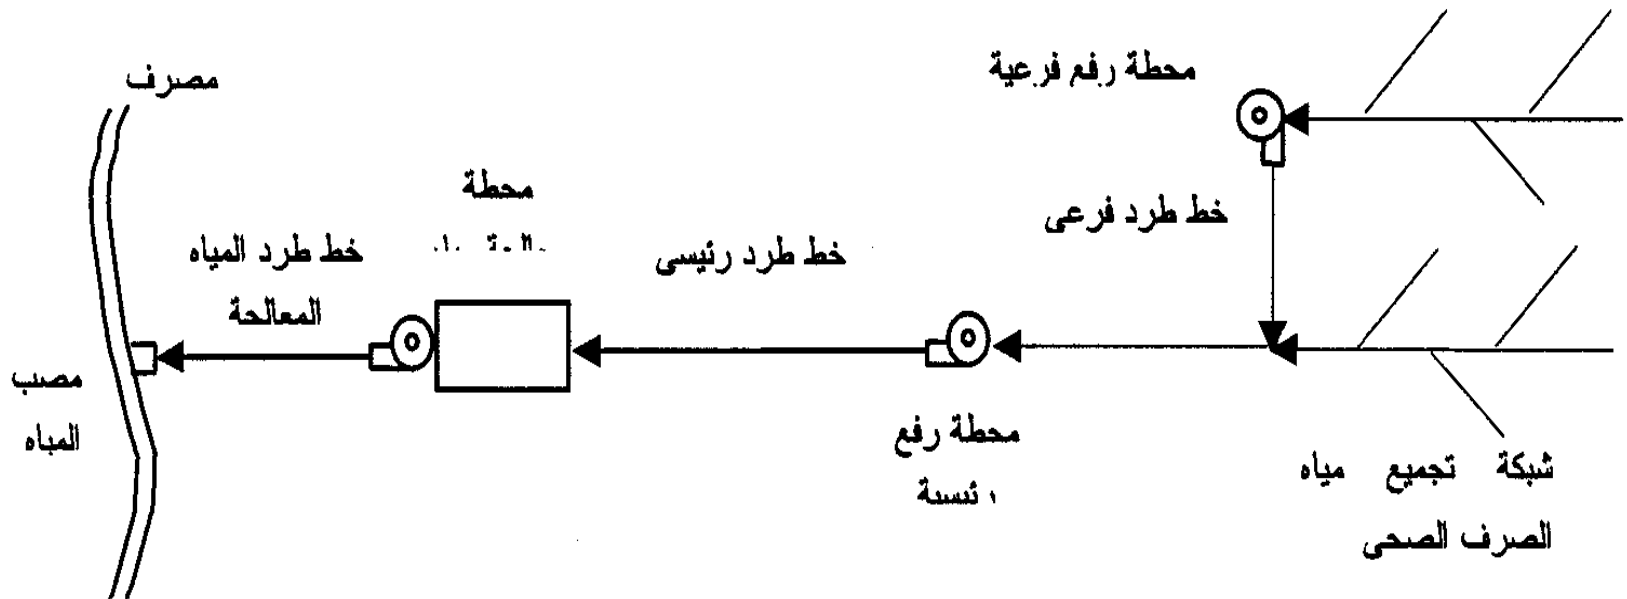 محطة رفع فرعية
خط طرد فرعى
شبكة تجميع مياه
الصرف الصحى
محطة رفع
خط طرد رئيسى
محطة
خط طرد المياه
المعالجة
مصرف
مصب
المياه